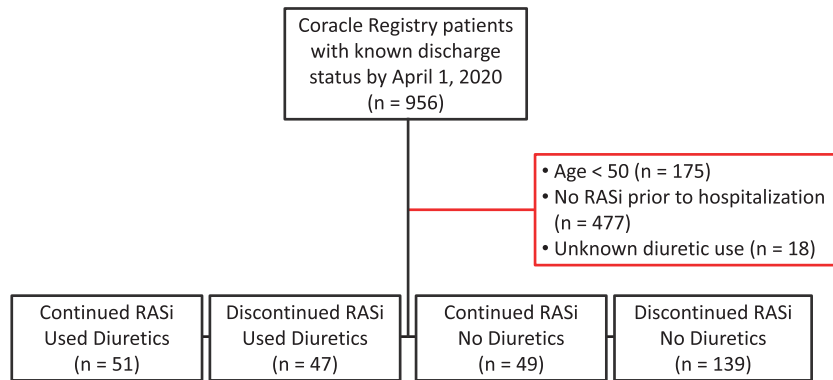 Coracle Registry patients
with known discharge
status by April 1, 2020
(n = 956)
• Age < 50 (n = 175)
• No RASi prior to hospitalization
(n = 477)
• Unknown diuretic use (n = 18)
Continued RASi
Used Diuretics
(n = 51)
Discontinued RASi
Used Diuretics
(n = 47)
Continued RASi
No Diuretics
(n = 49)
Discontinued RASi
No Diuretics
(n = 139)